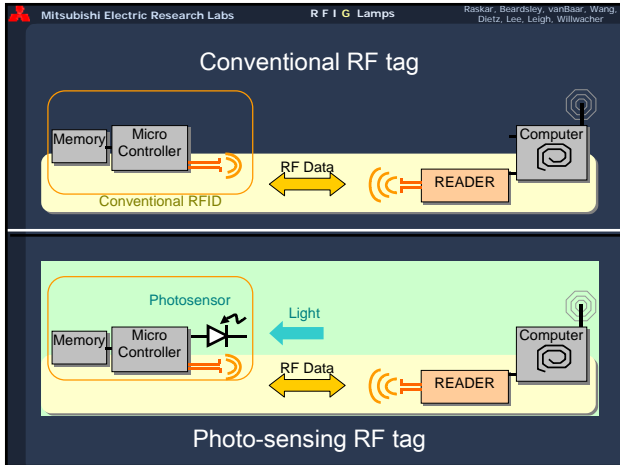 Mitsubishi Electric Research Labs
R F I G Lamps
Raskar, Beardsley, vanBaar, Wang,
Dietz, Lee, Leigh, Willwacher
Conventional RF tag
Memory
Micro
Controller
Computer
RF Data
READER
Conventional RFID
Photosensor
Light
Memory
Micro
Controller
Computer
RF Data
READER
Photo-sensing RF tag